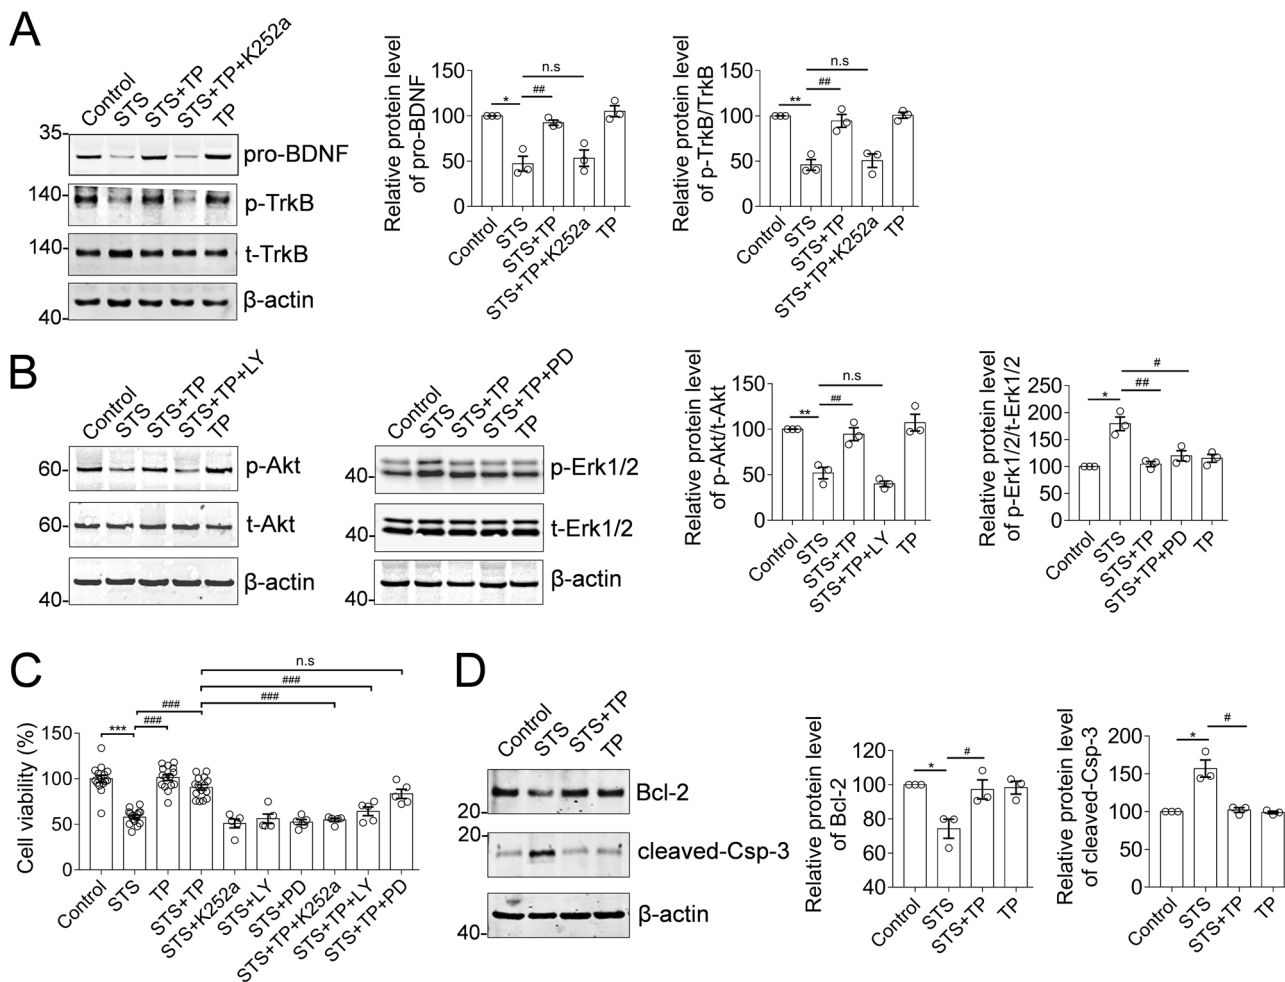 A
Control
STS
STS+TP
STS+TP+K252a
TP
35
pro-BDNF
140
p-TrkB
140
t-TrkB
β-actin
40
Relative protein level
of pro-BDNF
150
100
50
0
*
##
n.s
Control
STS
STS+TP
STS+TP+K252a
TP
Relative protein level
of p-TrkB/TrkB
150
100
50
0
**
##
n.s
Control
STS
STS+TP
STS+TP+K252a
TP
B
Control
STS
STS+TP
STS+TP+LY
TP
60
p-Akt
60
t-Akt
β-actin
40
Control
STS
STS+TP
STS+TP+PD
TP
40
p-Erk1/2
40
t-Erk1/2
β-actin
40
Relative protein level
of p-Akt/t-Akt
150
100
50
0
**
##
n.s
Control
STS
STS+TP
STS+TP+LY
TP
Relative protein level
of p-Erk1/2/t-Erk1/2
250
200
150
100
50
0
*
##
#
Control
STS
STS+TP
STS+TP+PD
TP
C
Cell viability (%)
150
100
50
0
***
###
###
###
###
n.s
Control
STS
TP
STS+TP
STS+K252a
STS+LY
STS+PD
STS+TP+K252a
STS+TP+LY
STS+TP+PD
D
Control
STS
STS+TP
TP
Bcl-2
20
20
cleaved-Csp-3
β-actin
40
Relative protein level
of Bcl-2
120
100
80
60
40
*
#
Control
STS
STS+TP
TP
Relative protein level
of cleaved-Csp-3
200
150
100
50
0
*
#
Control
STS
STS+TP
TP